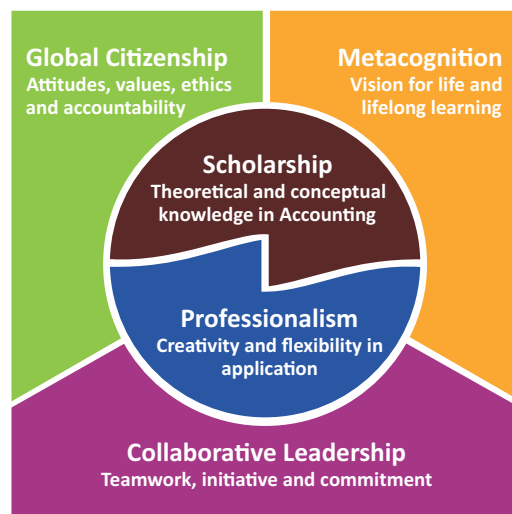 Global Citizenship
Attitudes, values, ethics
and accountability
Metacognition
Vision for life and
lifelong learning
Scholarship
Theoretical and conceptual
knowledge in Accounting
Professionalism
Creativity and flexibility in
application
Collaborative Leadership
Teamwork, initiative and commitment